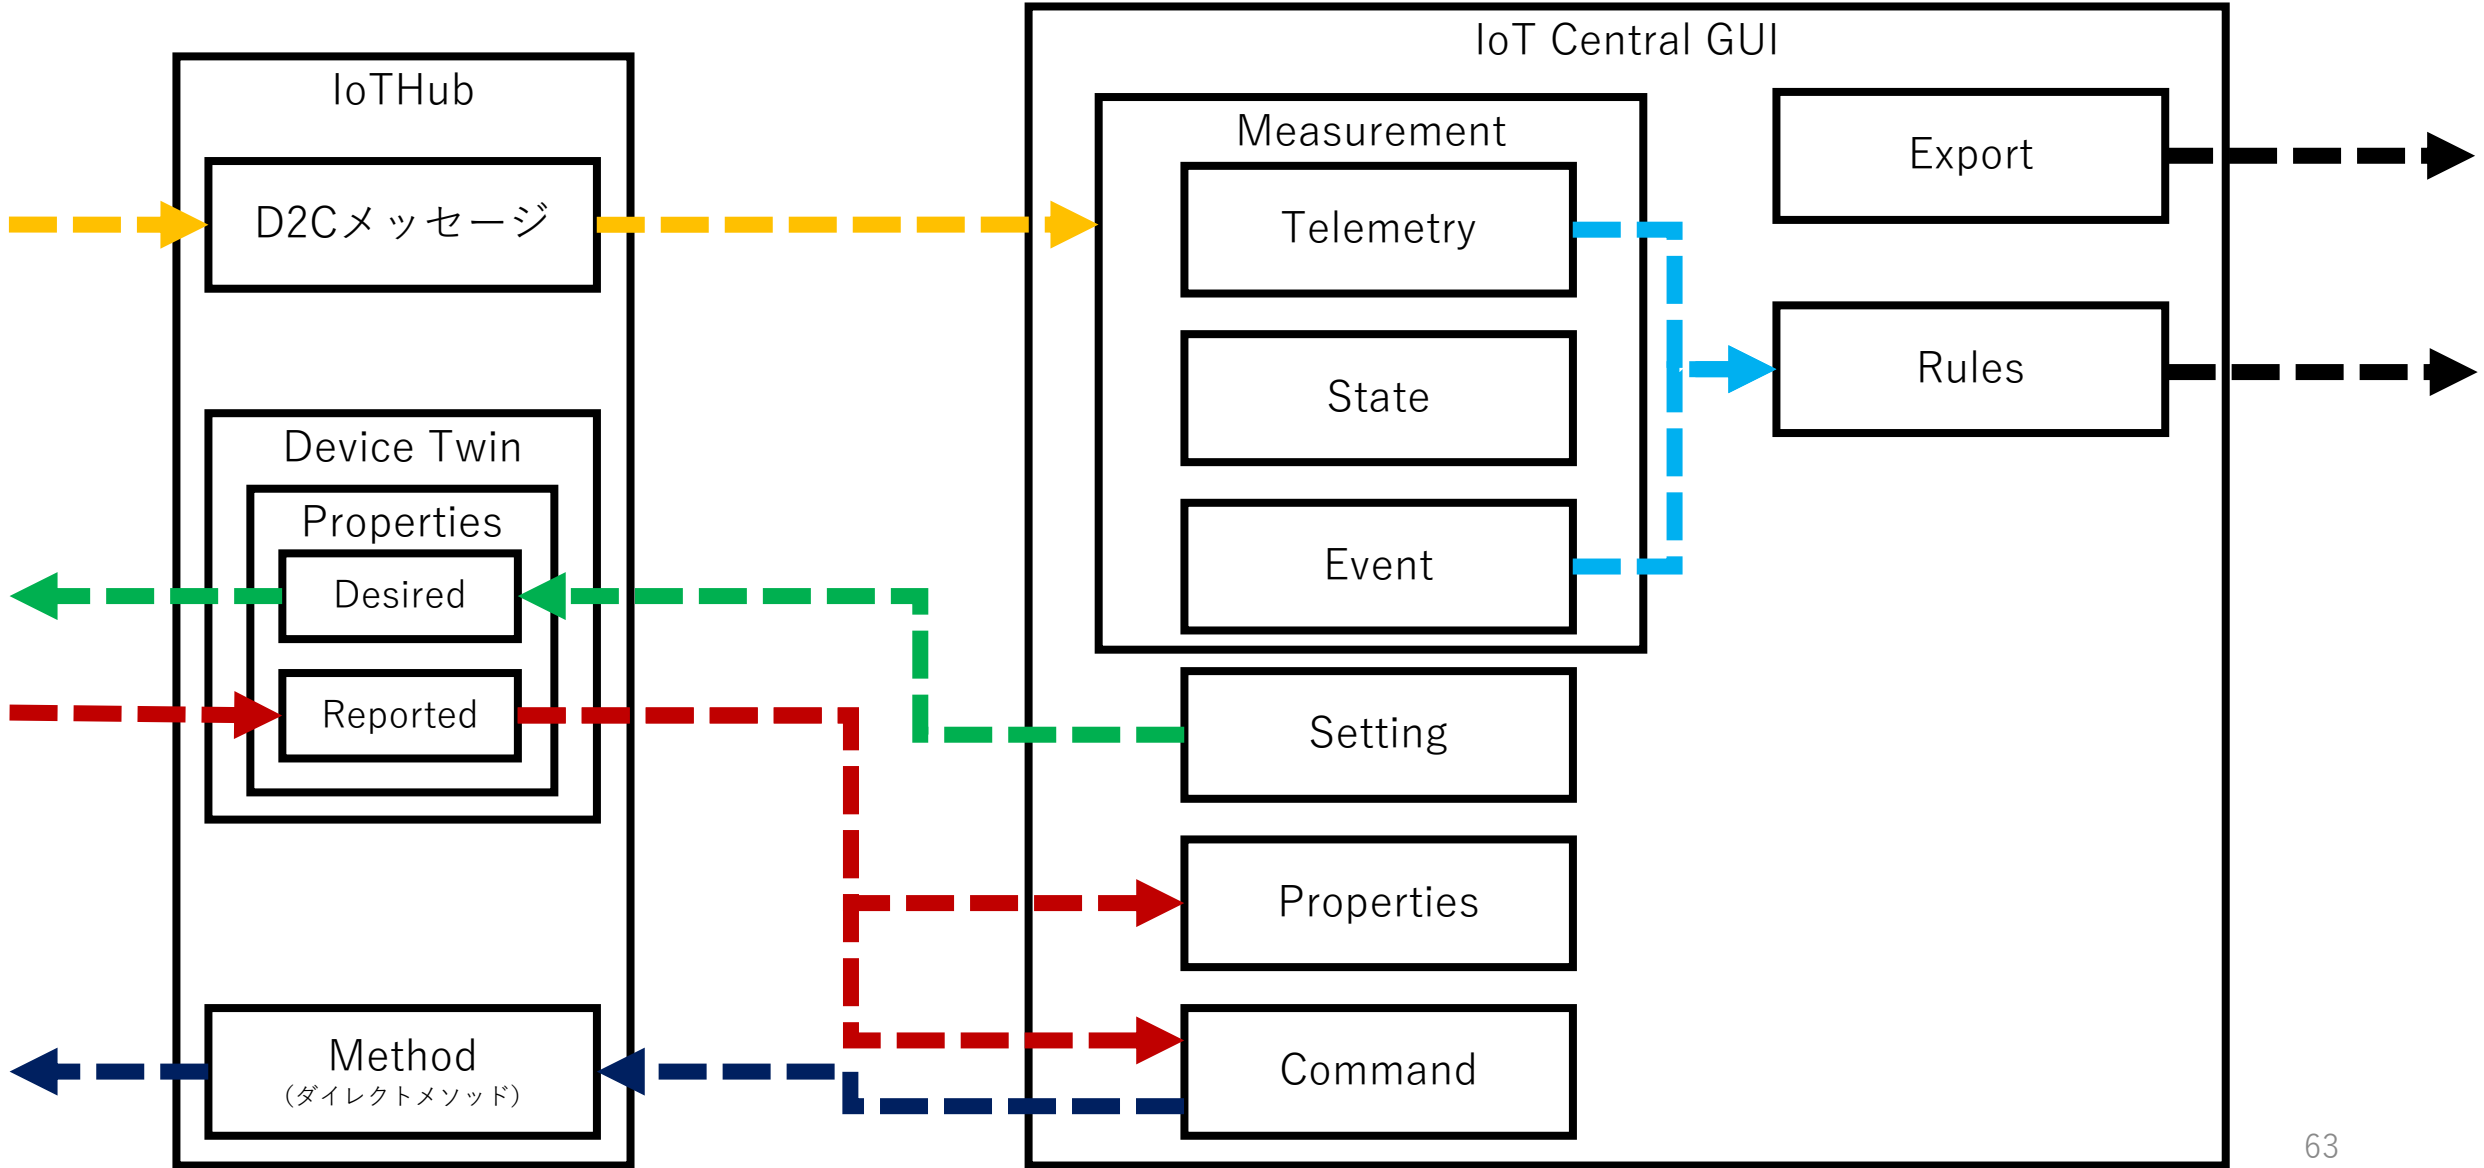 IoTHub
D2Cメッセージ
Device Twin
Properties
Desired
Reported
Method
(ダイレクトメソッド)
IoT Central GUI
Measurement
Telemetry
State
Event
Setting
Properties
Command
Export
Rules
63